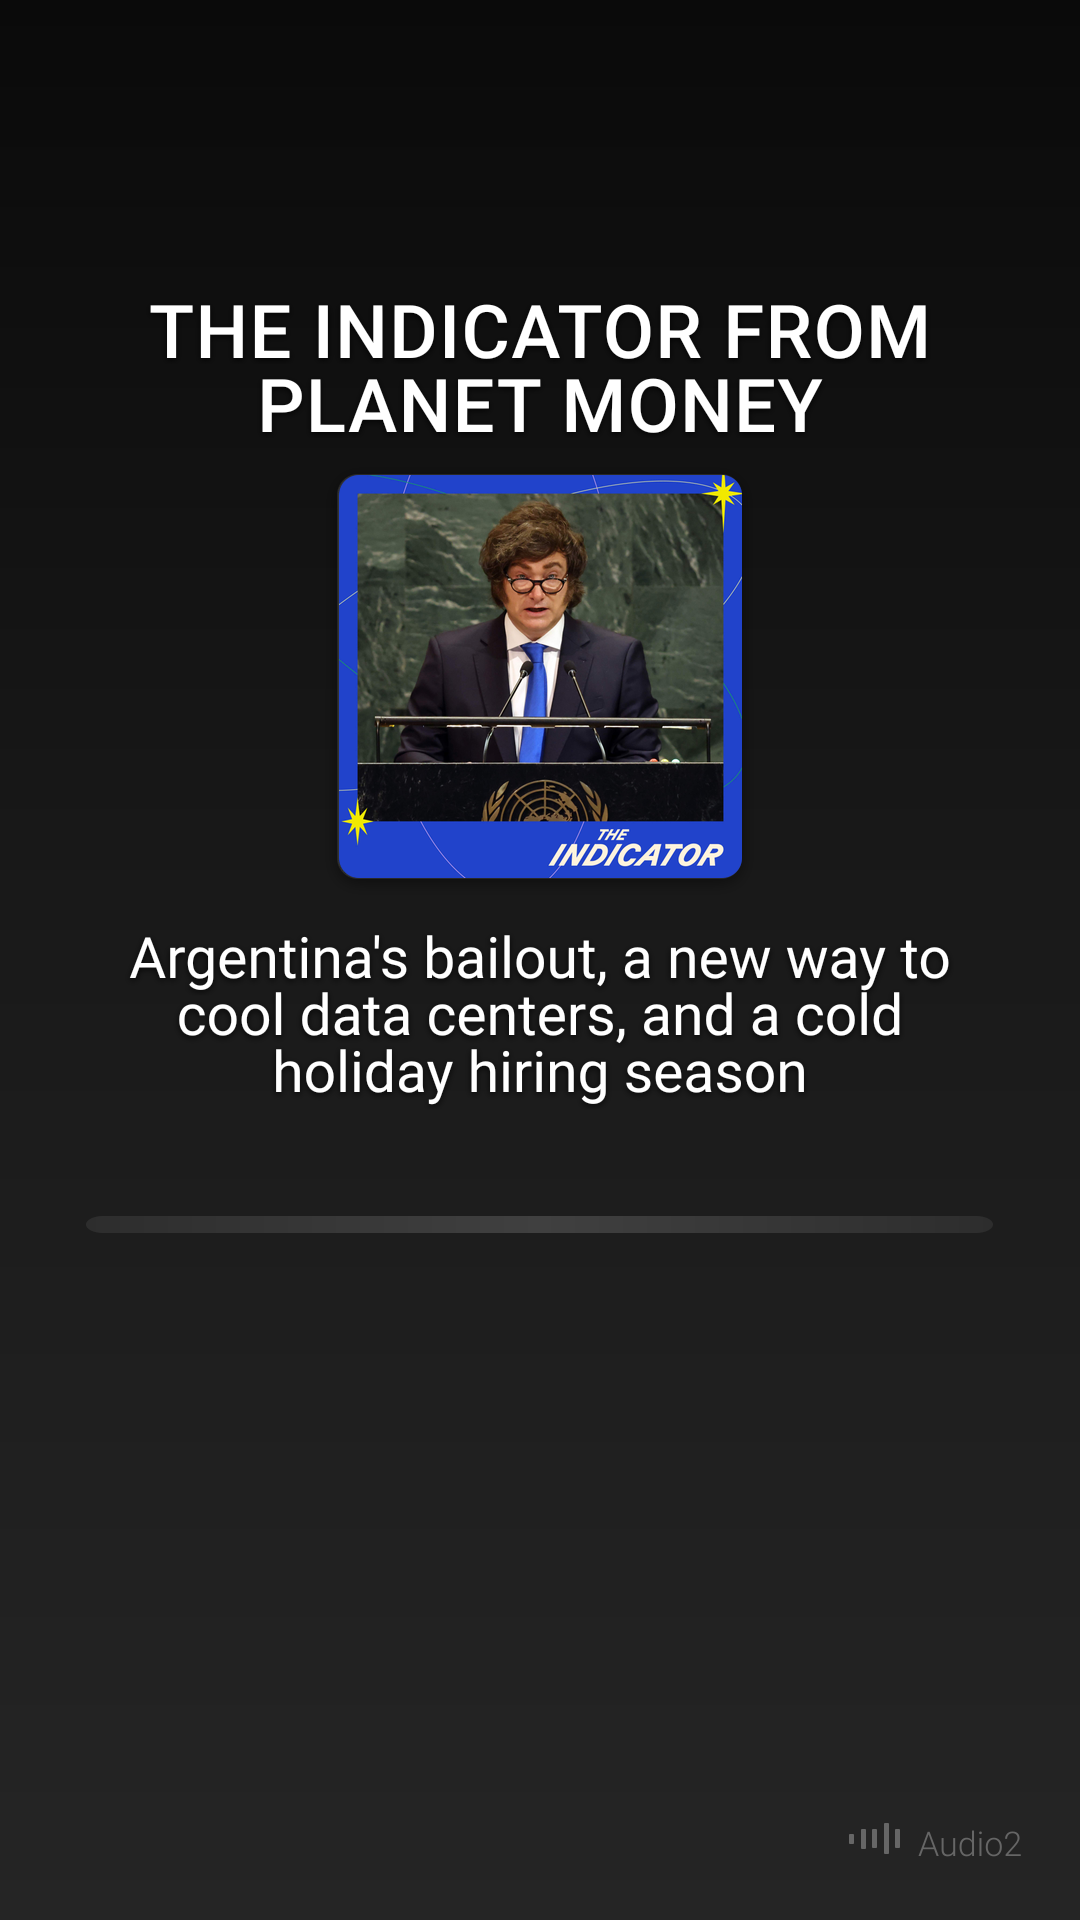 THE INDICATOR FROM
PLANET MONEY
THE
INDICATOR
Argentina's bailout, a new way to
cool data centers, and a cold
holiday hiring season
Audio2